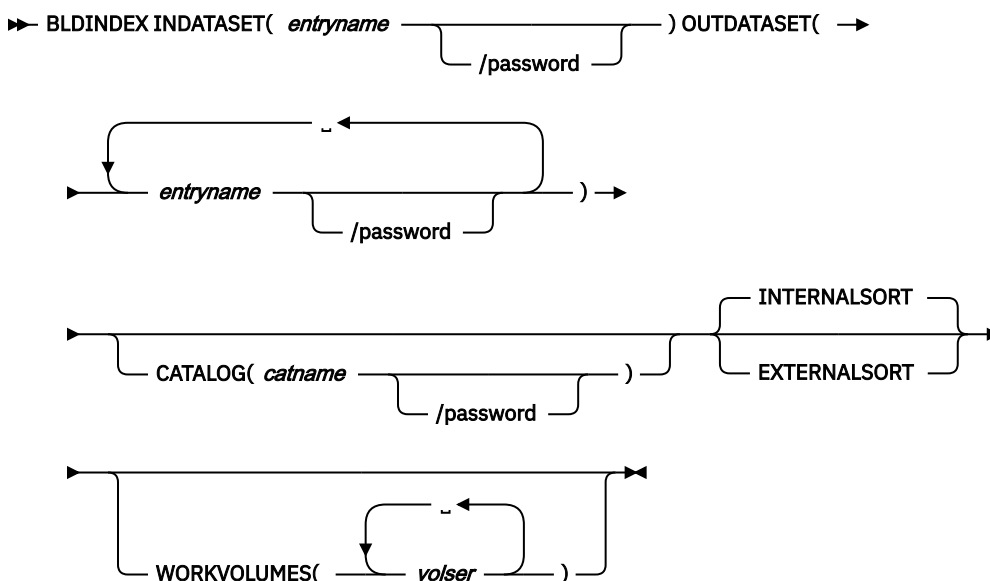 BLDINDEX INDATASET( entryname ) OUTDATASET(
/password
␣
entryname )
/password
INTERNALSORT
CATALOG( catname ) EXTERNALSORT
/password
␣
WORKVOLUMES( volser )